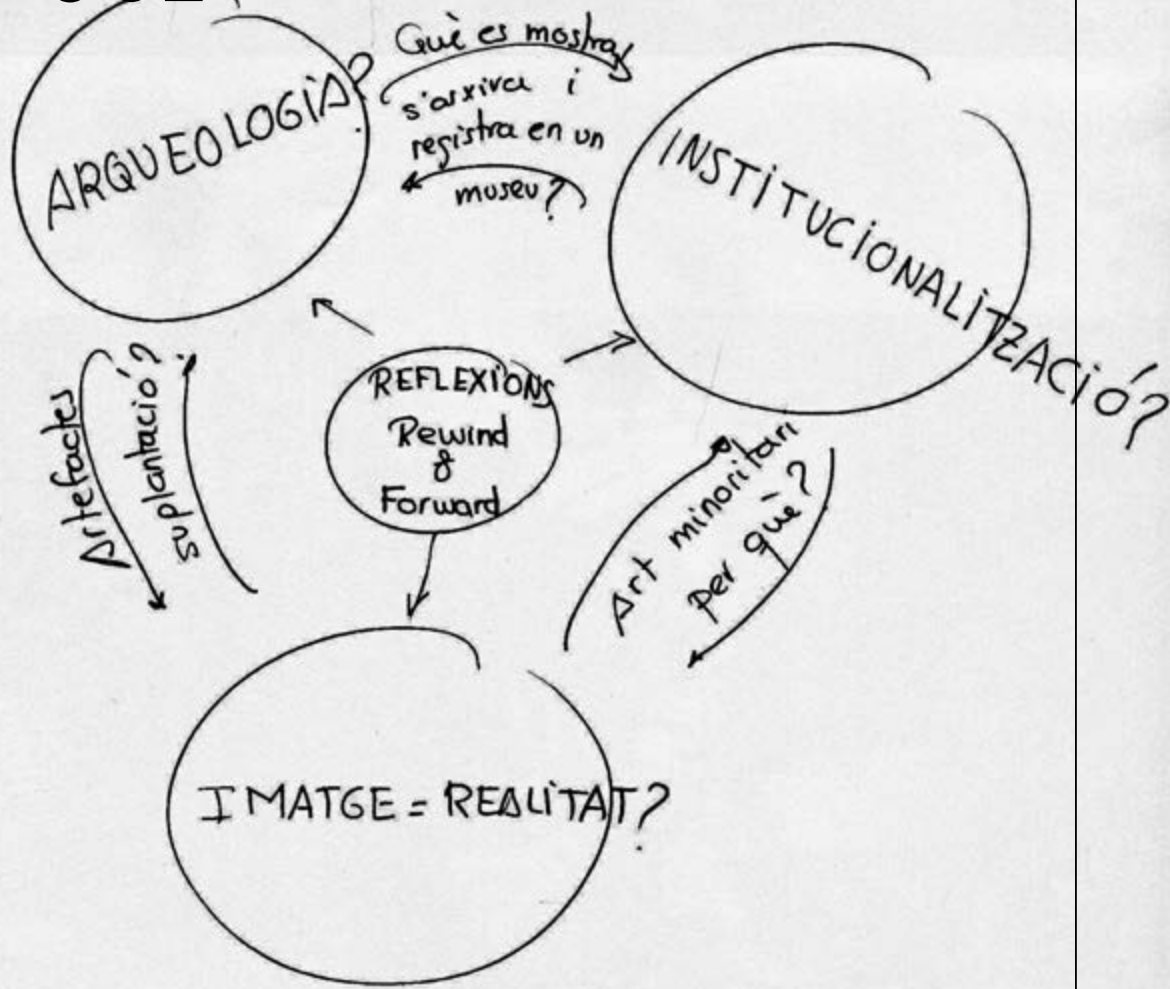 ARQUEOLOGIA?
Què es mostra,
s'arxiva i
registra en un
museu?
INSTITUCIONALITZACIÓ?
REFLEXIONS
Rewind
&
Forward
Artefactes
suplantació?
Art minoritari
per què?
IMATGE = REALITAT?